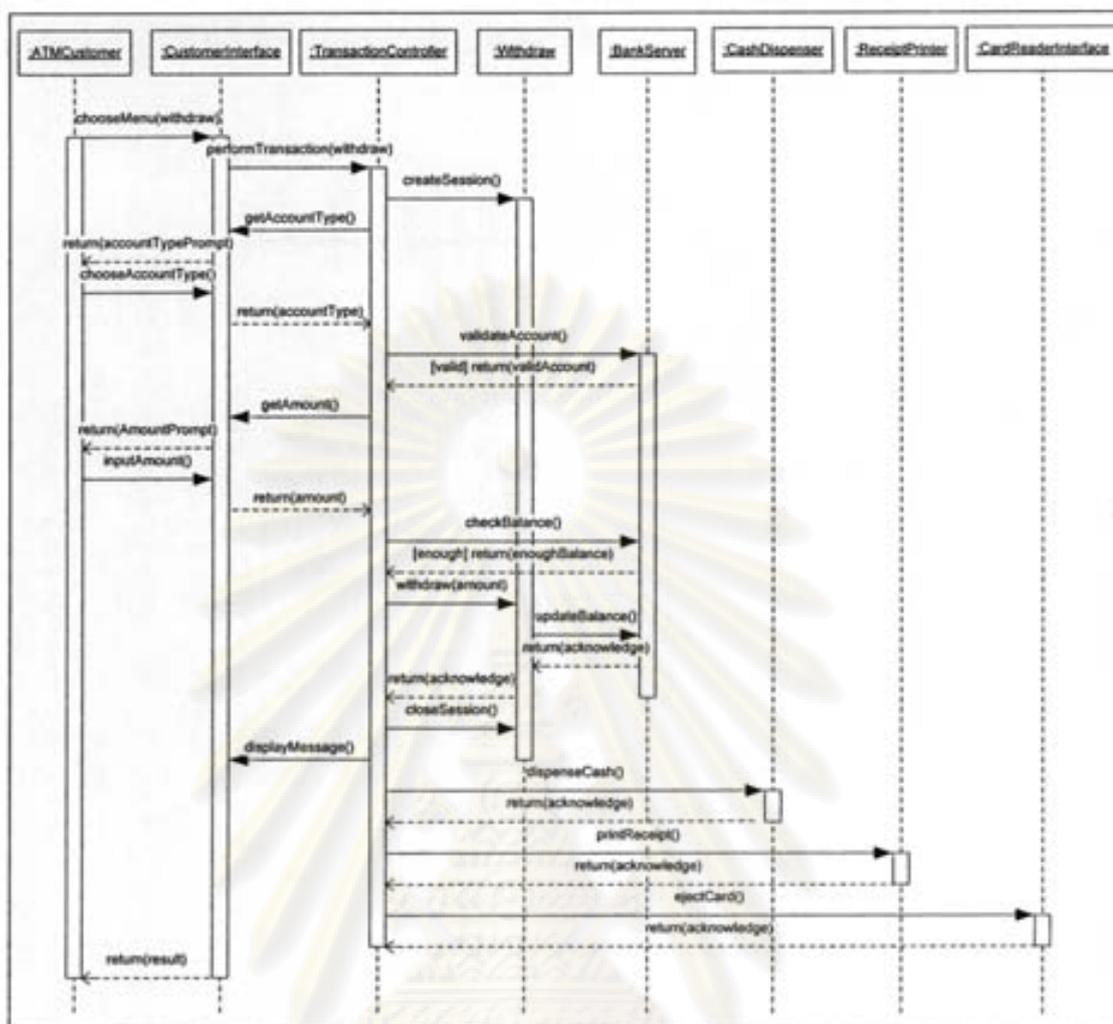 :ATMCustomer
:CustomerInterface
:TransactionController
:Withdraw
:BankServer
:CashDispenser
:ReceiptPrinter
:CardReaderInterface
chooseMenu(withdraw)
performTransaction(withdraw)
createSession()
getAccountType()
return(accountTypePrompt)
chooseAccountType()
return(accountType)
validateAccount()
[valid] return(validAccount)
getAmount()
return(AmountPrompt)
inputAmount()
return(amount)
checkBalance()
[enough] return(enoughBalance)
withdraw(amount)
updateBalance()
return(acknowledge)
return(acknowledge)
closeSession()
displayMessage()
dispenseCash()
return(acknowledge)
printReceipt()
return(acknowledge)
ejectCard()
return(acknowledge)
return(result)